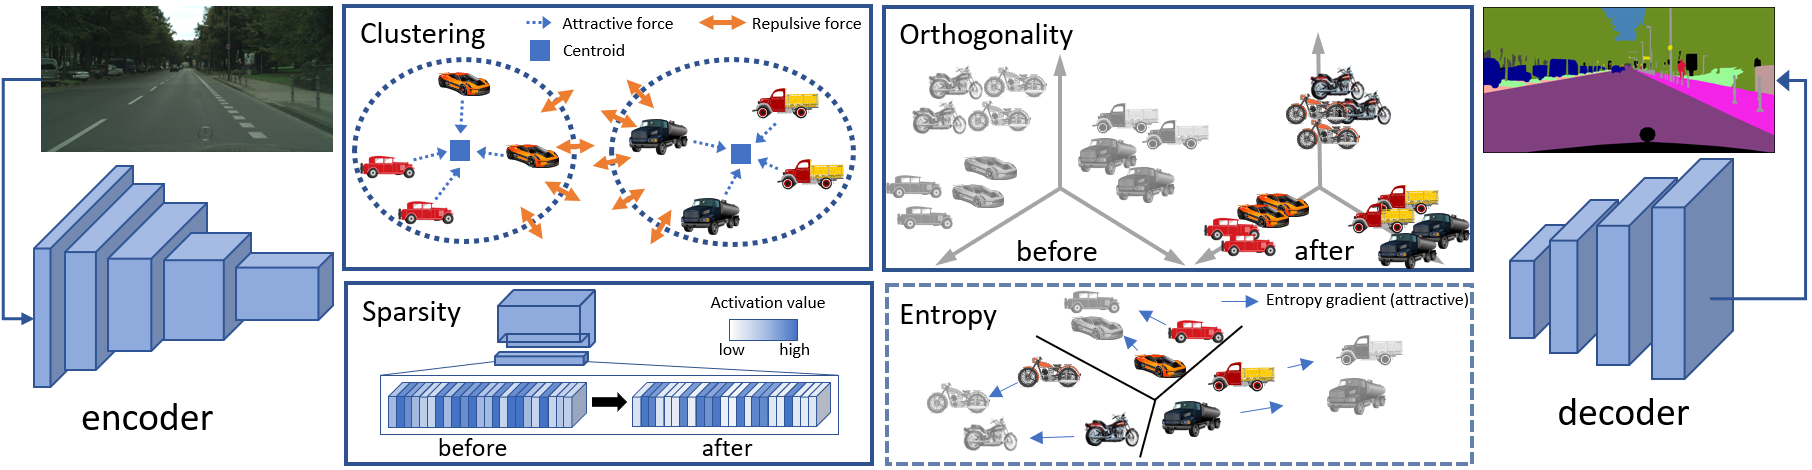 Clustering
Attractive force
Repulsive force
Centroid
Orthogonality
before
after
Sparsity
Activation value
low
high
before
after
Entropy
Entropy gradient (attractive)
encoder
decoder